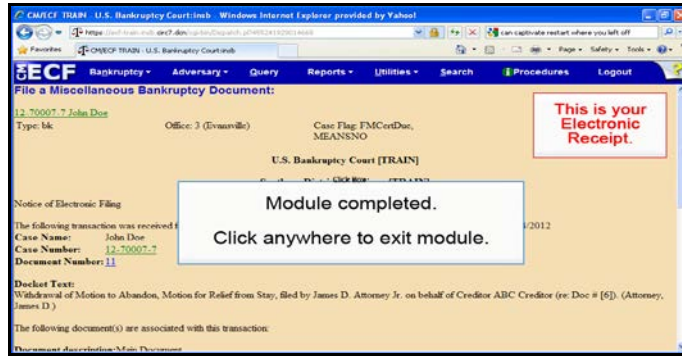 CM/ECF TRAIN - U.S. Bankruptcy Court:insb - Windows Internet Explorer provided by Yahoo!
can captivate restart where you left off
Favorites CM/ECF TRAIN - U.S. Bankruptcy Court:insb Page Safety Tools
ECF Bankruptcy Adversary Query Reports Utilities Search Procedures Logout
File a Miscellaneous Bankruptcy Document:
12-70007-7 John Doe
Type: bk Office: 3 (Evansville) Case Flag: FMCertDue,
MEANSNO
This is your
Electronic
Receipt.
U.S. Bankruptcy Court [TRAIN]
Click Now
Notice of Electronic Filing
Module completed.
Click anywhere to exit module.
The following transaction was received /2012
Case Name: John Doe
Case Number: 12-70007-7
Document Number: 11
Docket Text:
Withdrawal of Motion to Abandon, Motion for Relief from Stay, filed by James D. Attorney Jr. on behalf of Creditor ABC Creditor (re: Doc # [6]). (Attorney,
James D.)
The following document(s) are associated with this transaction:
Document description:Main Document